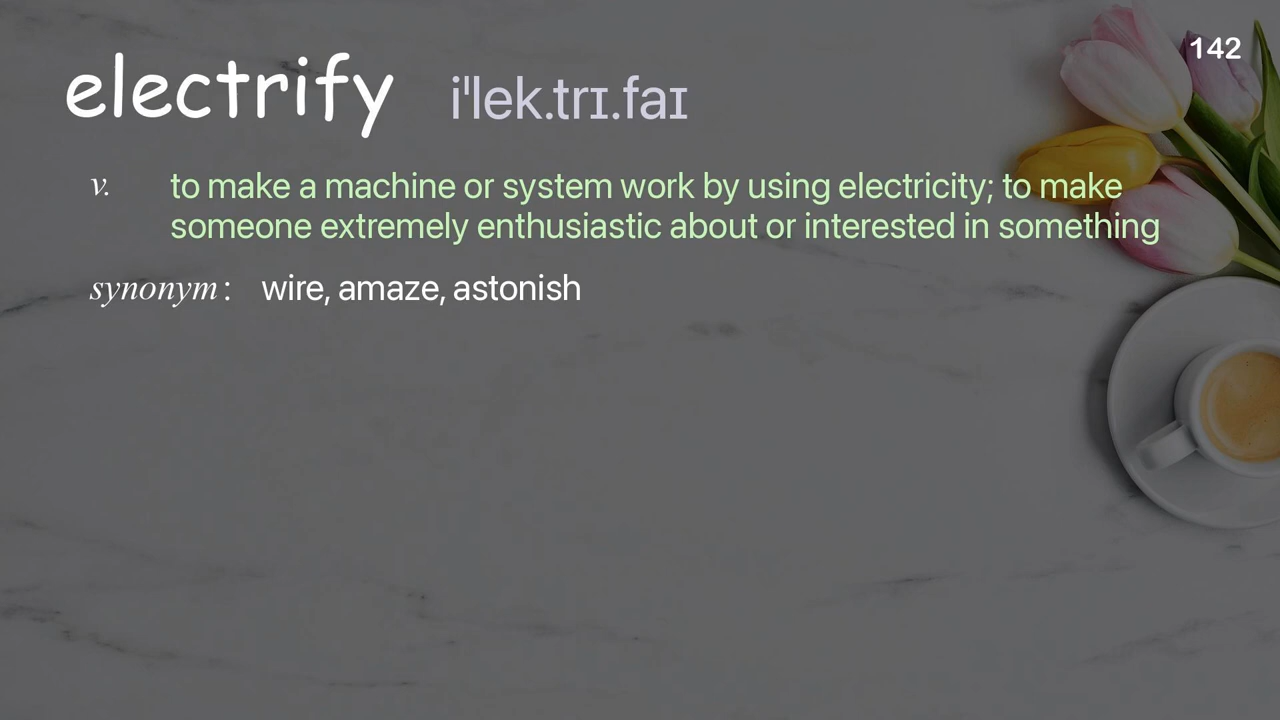 142
electrify iˈlek.trɪ.faɪ
v. to make a machine or system work by using electricity; to make
someone extremely enthusiastic about or interested in something
synonym: wire, amaze, astonish